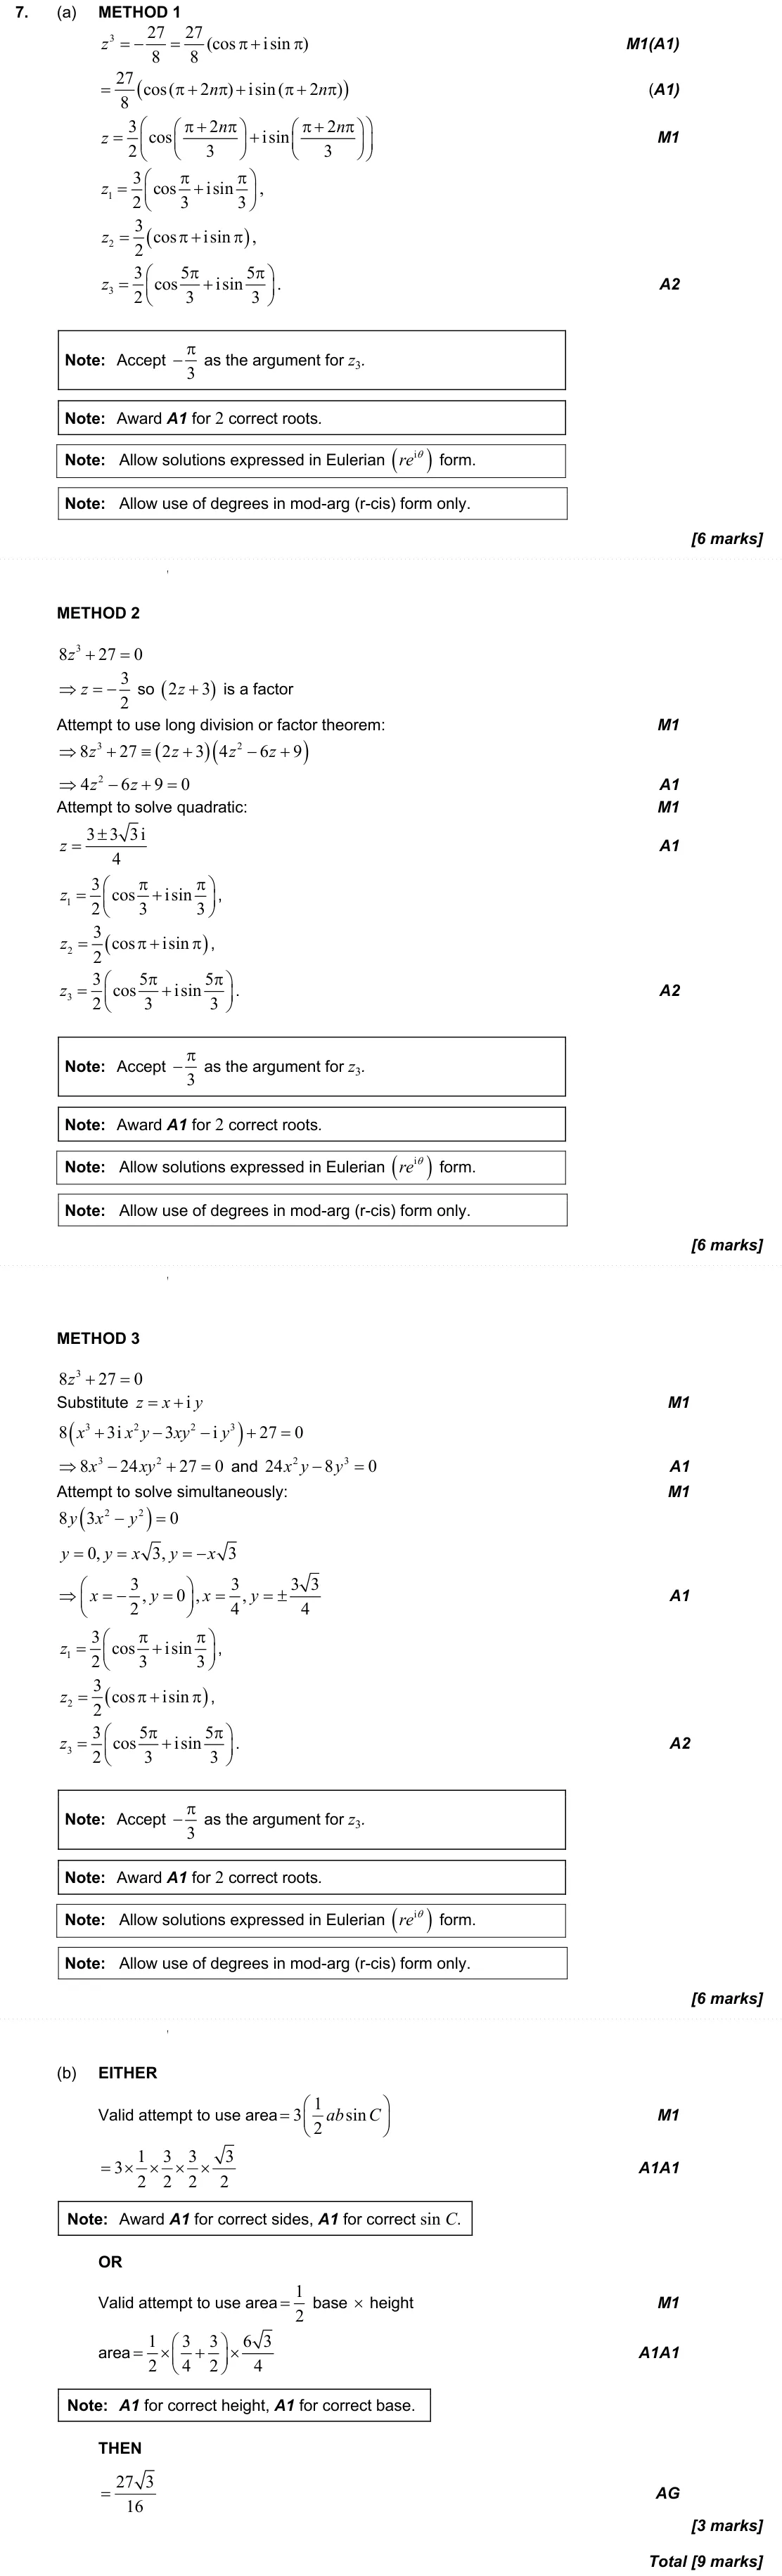 7. (a) METHOD 1
z³ = −27/8 = 27/8 (cos π + i sin π) M1(A1)
= 27/8 (cos(π + 2nπ) + i sin(π + 2nπ)) (A1)
z = 3/2 (cos((π + 2nπ)/3) + i sin((π + 2nπ)/3)) M1
z₁ = 3/2 (cos π/3 + i sin π/3),
z₂ = 3/2 (cos π + i sin π),
z₃ = 3/2 (cos 5π/3 + i sin 5π/3). A2
Note: Accept −π/3 as the argument for z₃.
Note: Award A1 for 2 correct roots.
Note: Allow solutions expressed in Eulerian (re^(iθ)) form.
Note: Allow use of degrees in mod-arg (r-cis) form only.
[6 marks]
METHOD 2
8z³ + 27 = 0
⇒ z = −3/2 so (2z + 3) is a factor
Attempt to use long division or factor theorem: M1
⇒ 8z³ + 27 ≡ (2z + 3)(4z² − 6z + 9)
⇒ 4z² − 6z + 9 = 0 A1
Attempt to solve quadratic: M1
z = (3 ± 3√3 i)/4 A1
z₁ = 3/2 (cos π/3 + i sin π/3),
z₂ = 3/2 (cos π + i sin π),
z₃ = 3/2 (cos 5π/3 + i sin 5π/3). A2
Note: Accept −π/3 as the argument for z₃.
Note: Award A1 for 2 correct roots.
Note: Allow solutions expressed in Eulerian (re^(iθ)) form.
Note: Allow use of degrees in mod-arg (r-cis) form only.
[6 marks]
METHOD 3
8z³ + 27 = 0
Substitute z = x + i y M1
8(x³ + 3i x²y − 3xy² − i y³) + 27 = 0
⇒ 8x³ − 24xy² + 27 = 0 and 24x²y − 8y³ = 0 A1
Attempt to solve simultaneously: M1
8y(3x² − y²) = 0
y = 0, y = x√3, y = −x√3
⇒ (x = −3/2, y = 0), x = 3/4, y = ± 3√3/4 A1
z₁ = 3/2 (cos π/3 + i sin π/3),
z₂ = 3/2 (cos π + i sin π),
z₃ = 3/2 (cos 5π/3 + i sin 5π/3). A2
Note: Accept −π/3 as the argument for z₃.
Note: Award A1 for 2 correct roots.
Note: Allow solutions expressed in Eulerian (re^(iθ)) form.
Note: Allow use of degrees in mod-arg (r-cis) form only.
[6 marks]
(b) EITHER
Valid attempt to use area = 3(1/2 ab sin C) M1
= 3 × 1/2 × 3/2 × 3/2 × √3/2 A1A1
Note: Award A1 for correct sides, A1 for correct sin C.
OR
Valid attempt to use area = 1/2 base × height M1
area = 1/2 × (3/4 + 3/2) × 6√3/4 A1A1
Note: A1 for correct height, A1 for correct base.
THEN
= 27√3/16 AG
[3 marks]
Total [9 marks]